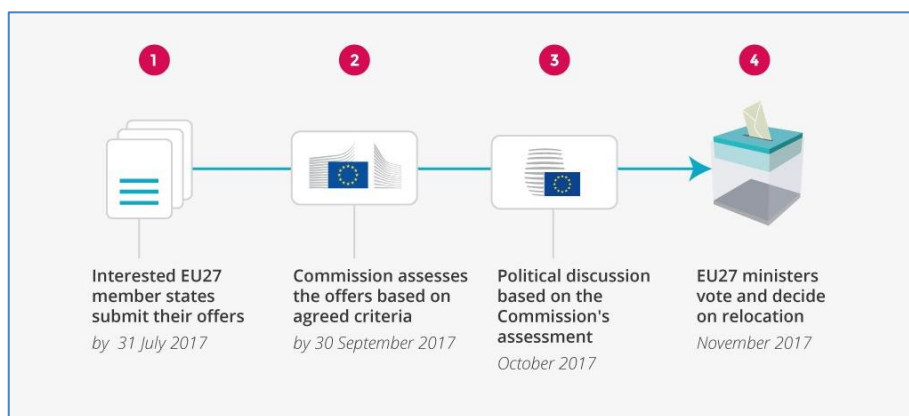 1
2
3
4
Interested EU27
member states
submit their offers
by 31 July 2017
Commission assesses
the offers based on
agreed criteria
by 30 September 2017
Political discussion
based on the
Commission's
assessment
October 2017
EU27 ministers
vote and decide
on relocation
November 2017